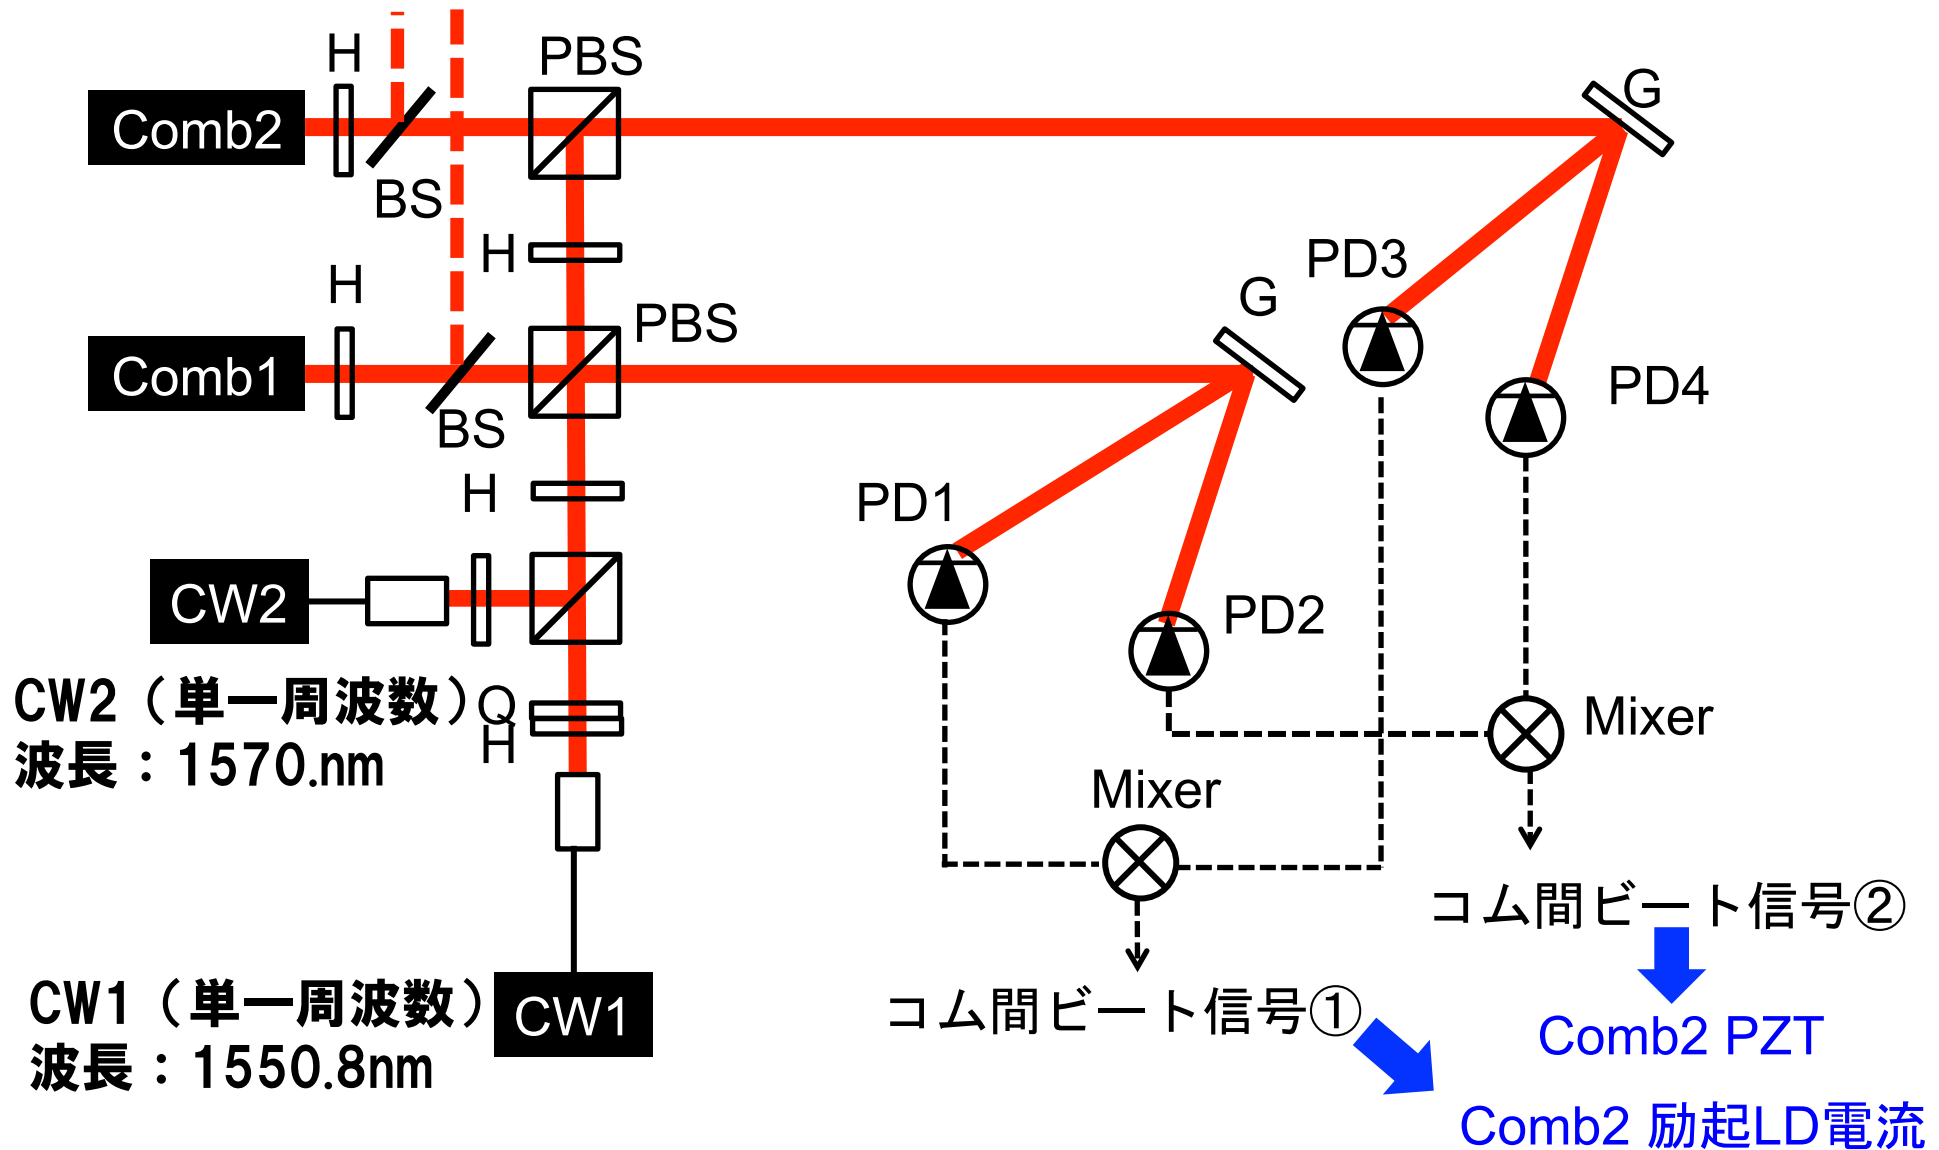 H
PBS
G
Comb2
BS
H
PD3
G
H
PBS
PD4
Comb1
BS
H
PD1
CW2
PD2
CW2（単一周波数）
波長：1570.nm
Q
H
Mixer
Mixer
コム間ビート信号②
Comb2 PZT
CW1（単一周波数）
波長：1550.8nm
CW1
コム間ビート信号①
Comb2 励起LD電流